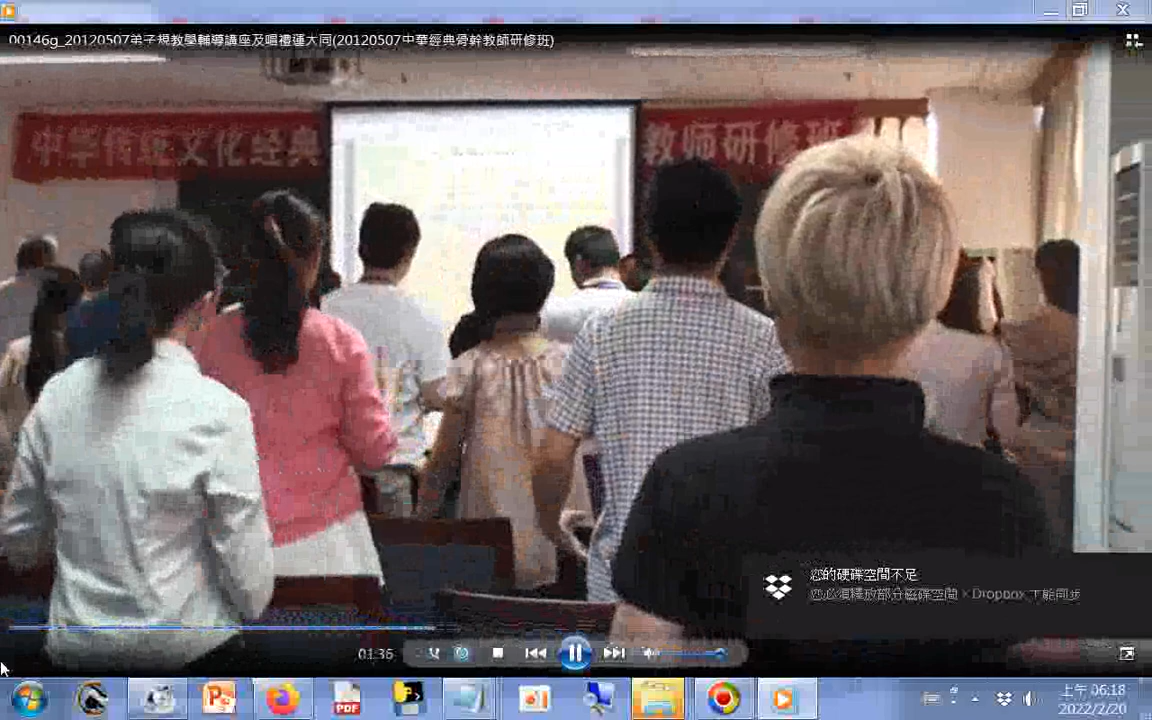 00146g_20120507弟子規教學輔導講座及唱禮運大同(20120507中華經典骨幹教師研修班)
中华传统文化经典
教师研修班
您的硬碟空間不足
您必須釋放部分磁碟空間，Dropbox 才能同步
01:36
PDF
上午 06:18
2022/2/20